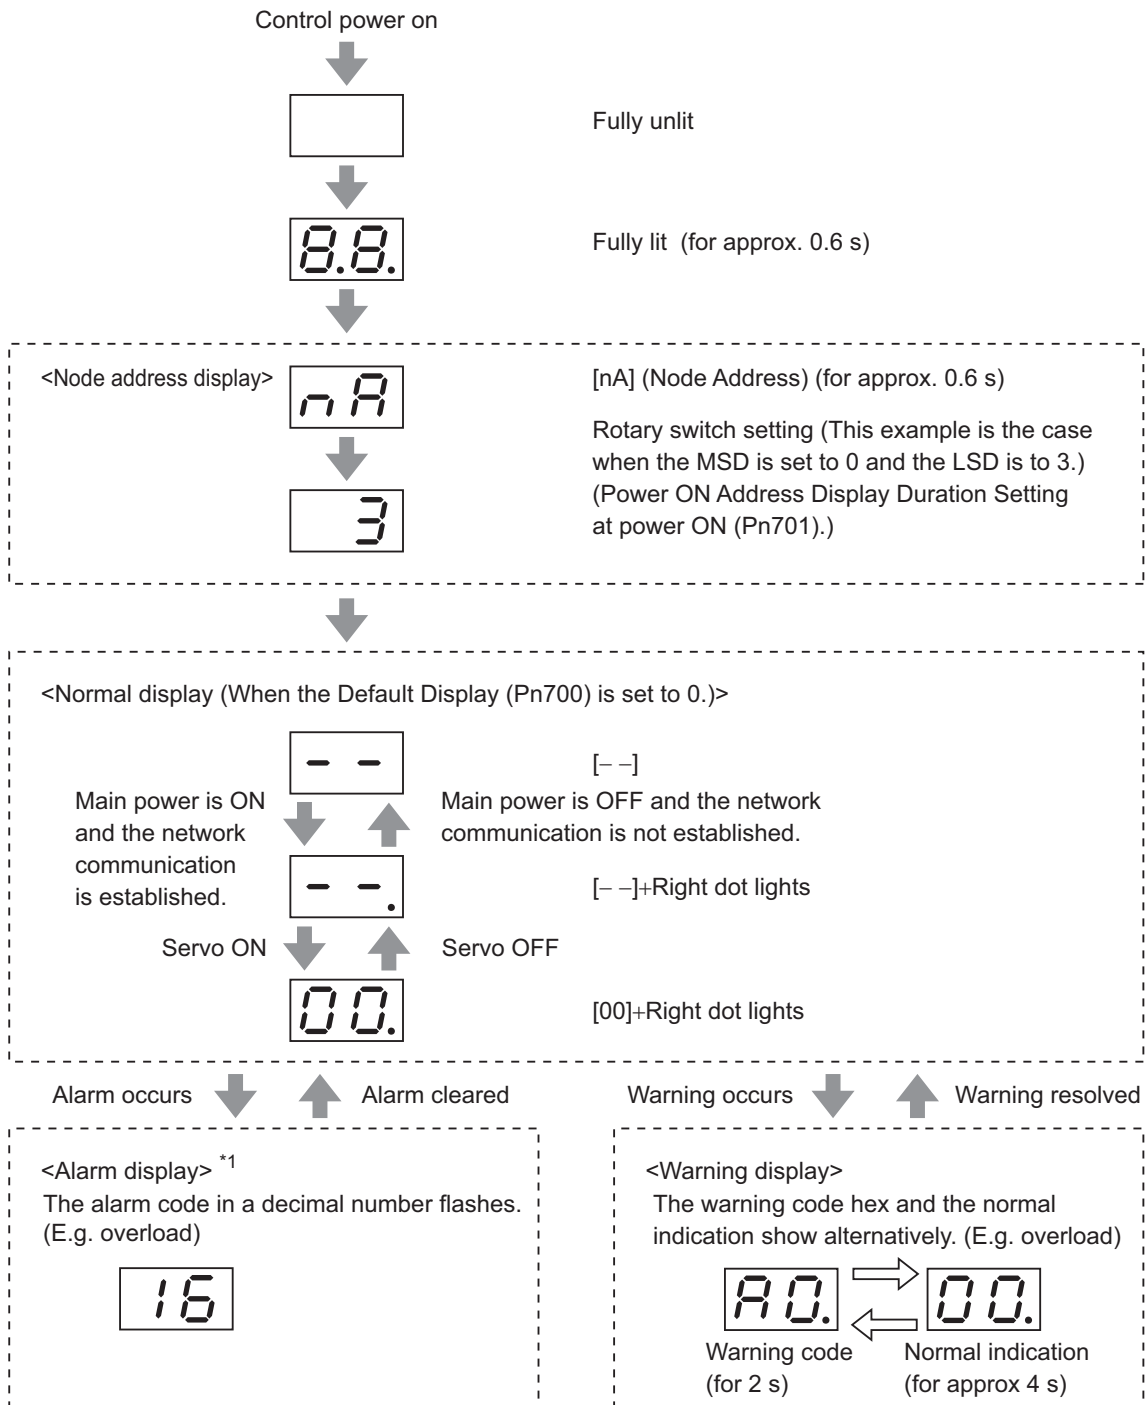 Control power on
Fully unlit
8.8.
Fully lit (for approx. 0.6 s)
<Node address display>
nA
[nA] (Node Address) (for approx. 0.6 s)
3
Rotary switch setting (This example is the case
when the MSD is set to 0 and the LSD is to 3.)
(Power ON Address Display Duration Setting
at power ON (Pn701).)
<Normal display (When the Default Display (Pn700) is set to 0.)>
– –
[– –]
Main power is ON
and the network
communication
is established.
Main power is OFF and the network
communication is not established.
– –.
[– –]+Right dot lights
Servo ON
Servo OFF
00.
[00]+Right dot lights
Alarm occurs
Alarm cleared
Warning occurs
Warning resolved
<Alarm display> *1
The alarm code in a decimal number flashes.
(E.g. overload)
16
<Warning display>
The warning code hex and the normal
indication show alternatively. (E.g. overload)
A0.
00.
Warning code
(for 2 s)
Normal indication
(for approx 4 s)